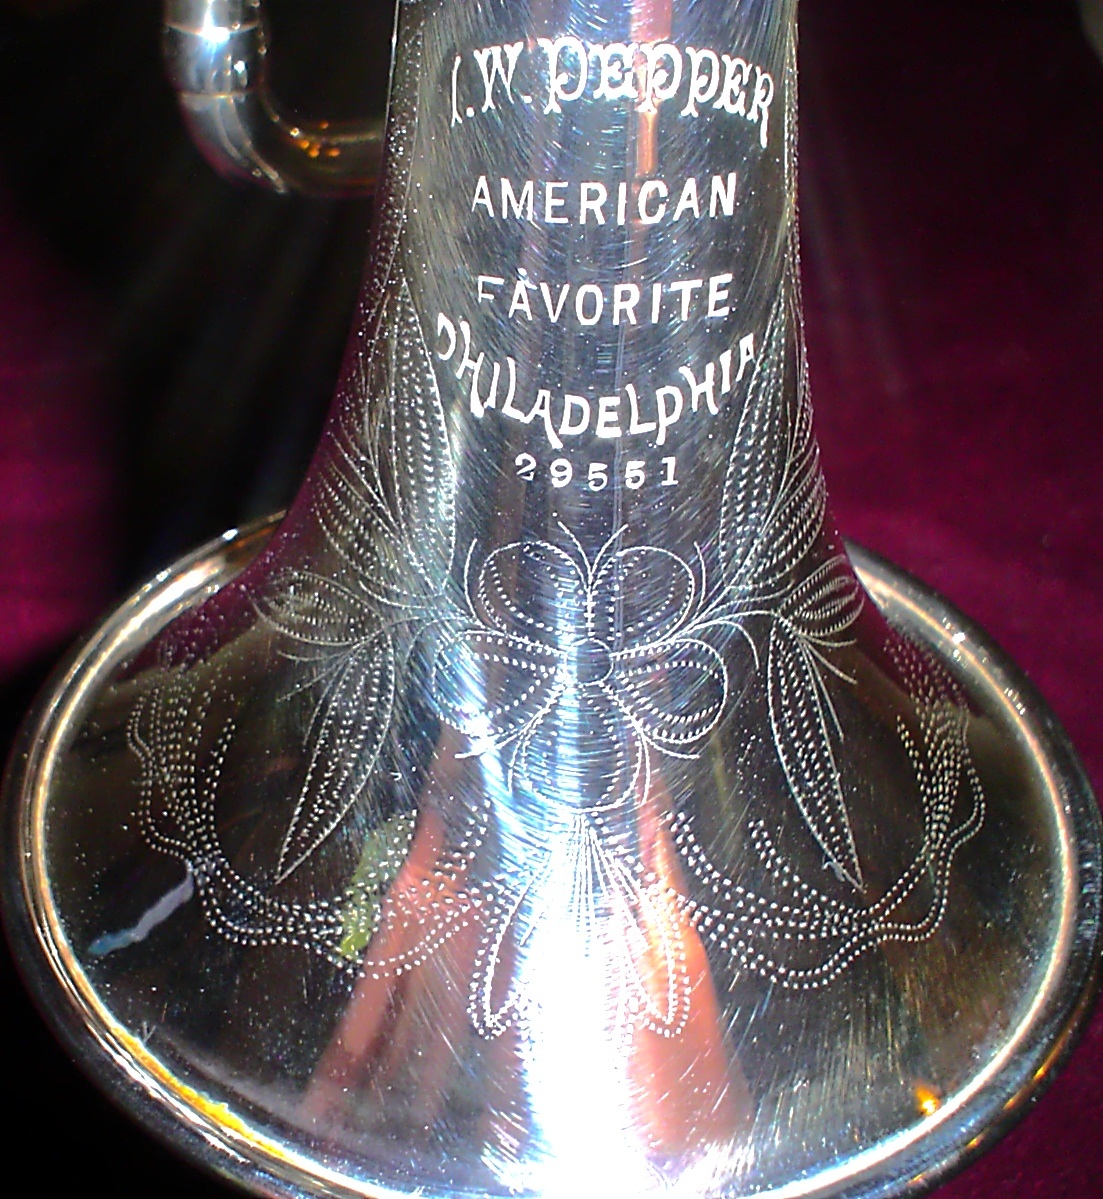 J.W. PEPPER
AMERICAN
FAVORITE
PHILADELPHIA
29551